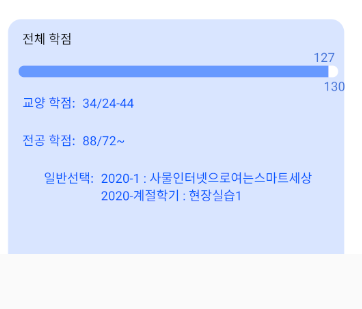 전체 학점
127
130
교양 학점: 34/24-44
전공 학점: 88/72~
일반선택: 2020-1 : 사물인터넷으로여는스마트세상
2020-계절학기 : 현장실습1